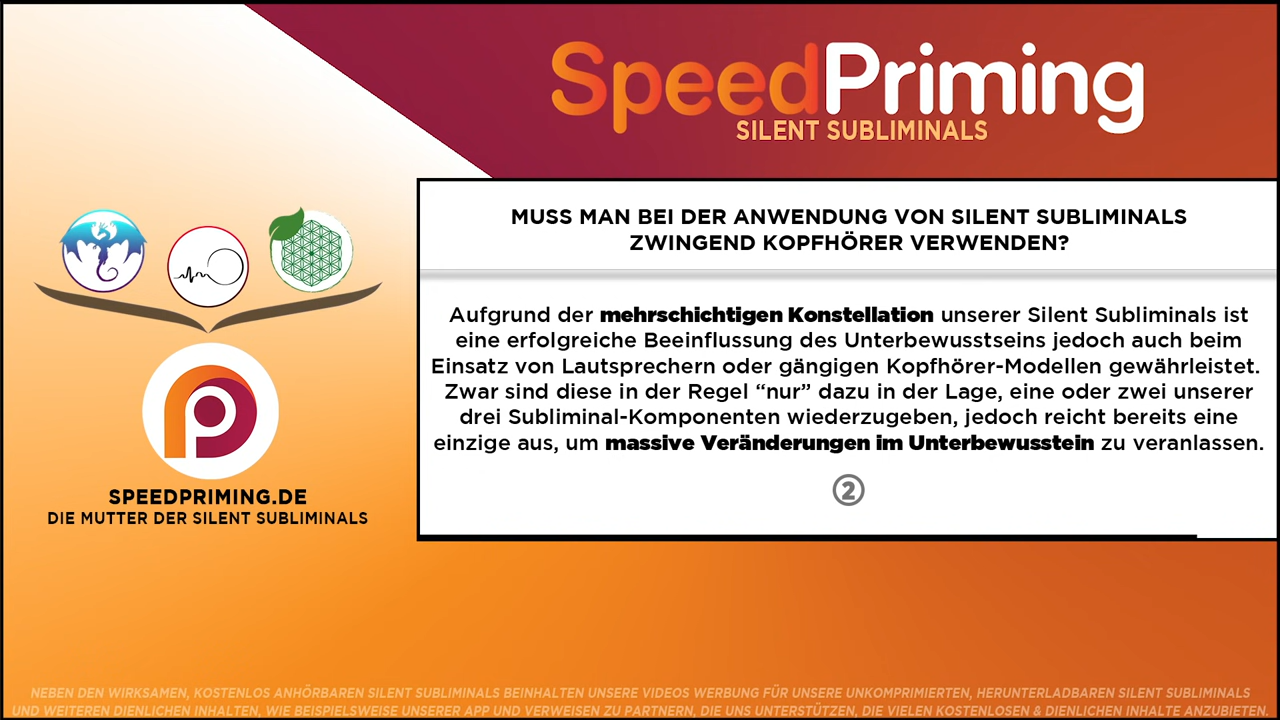 SpeedPriming
SILENT SUBLIMINALS
MUSS MAN BEI DER ANWENDUNG VON SILENT SUBLIMINALS
ZWINGEND KOPFHÖRER VERWENDEN?
Aufgrund der mehrschichtigen Konstellation unserer Silent Subliminals ist
eine erfolgreiche Beeinflussung des Unterbewusstseins jedoch auch beim
Einsatz von Lautsprechern oder gängigen Kopfhörer-Modellen gewährleistet.
Zwar sind diese in der Regel “nur” dazu in der Lage, eine oder zwei unserer
drei Subliminal-Komponenten wiederzugeben, jedoch reicht bereits eine
einzige aus, um massive Veränderungen im Unterbewusstein zu veranlassen.
②
SPEEDPRIMING.DE
DIE MUTTER DER SILENT SUBLIMINALS
NEBEN DEN WIRKSAMEN, KOSTENLOS ANHÖRBAREN SILENT SUBLIMINALS BEINHALTEN UNSERE VIDEOS WERBUNG FÜR UNSERE UNKOMPRIMIERTEN, HERUNTERLADBAREN SILENT SUBLIMINALS
UND WEITEREN DIENLICHEN INHALTEN, WIE BEISPIELSWEISE UNSERER APP UND VERWEISEN ZU PARTNERN, DIE UNS UNTERSTÜTZEN, DIE VIELEN KOSTENLOSEN & DIENLICHEN INHALTE ANZUBIETEN.